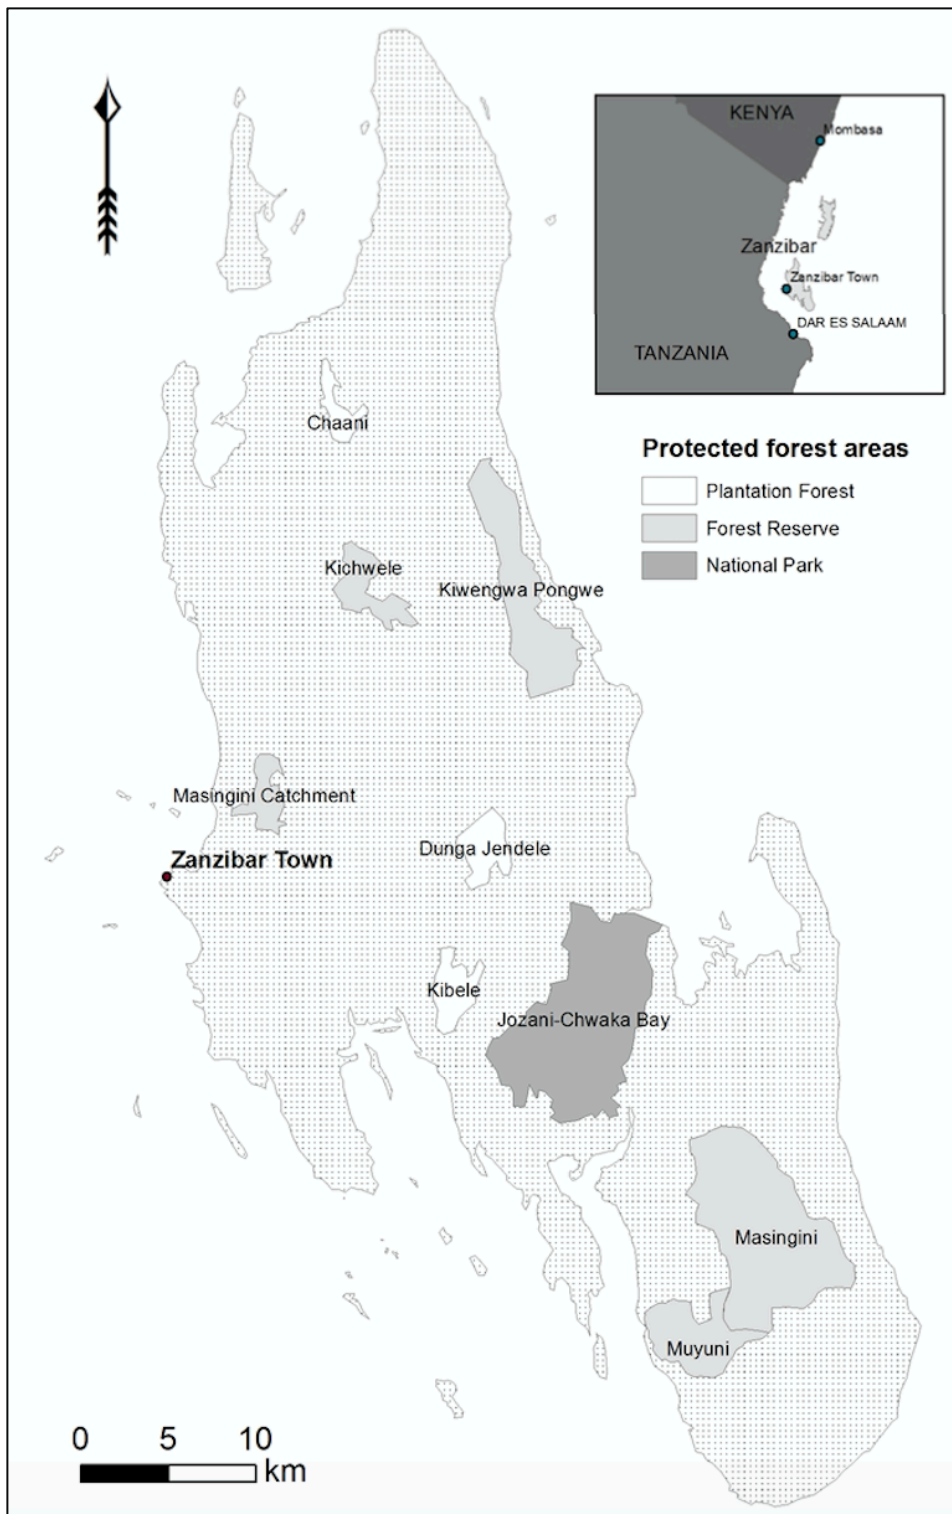 KENYA
Mombasa
Zanzibar
Zanzibar Town
DAR ES SALAAM
TANZANIA
Protected forest areas
Plantation Forest
Forest Reserve
National Park
Chaani
Kichwele
Kiwengwa Pongwe
Masingini Catchment
Dunga Jendele
Zanzibar Town
Kibele
Jozani-Chwaka Bay
Masingini
Muyuni
0 5 10
km